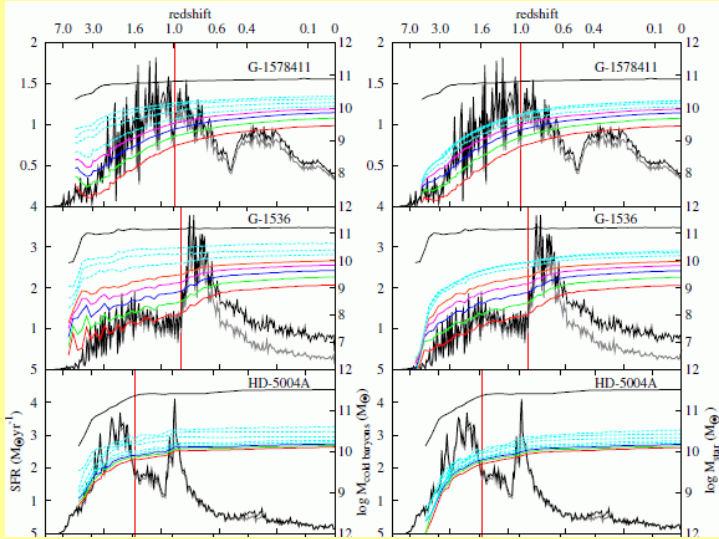 redshift redshift
7.0 3.0 1.6 1.0 0.6 0.4 0.1 0 7.0 3.0 1.6 1.0 0.6 0.4 0.1 0
2 12 2 12
G-1578411 G-1578411
11 11
1.5 1.5
10 10
1 1
9 9
0.5 0.5
8 8
4 12 4 12
G-1536 G-1536
11 11
3 3
10 10
2 2
9 9
8 8
1 1
7 7
5 12 5 12
HD-5004A HD-5004A
4 4
11 11
3 3
10 10
2 2
9 9
1 1
5 12 5 12
SFR (M⊙yr⁻¹)
log M_cold baryons (M⊙)
log M_star (M⊙)